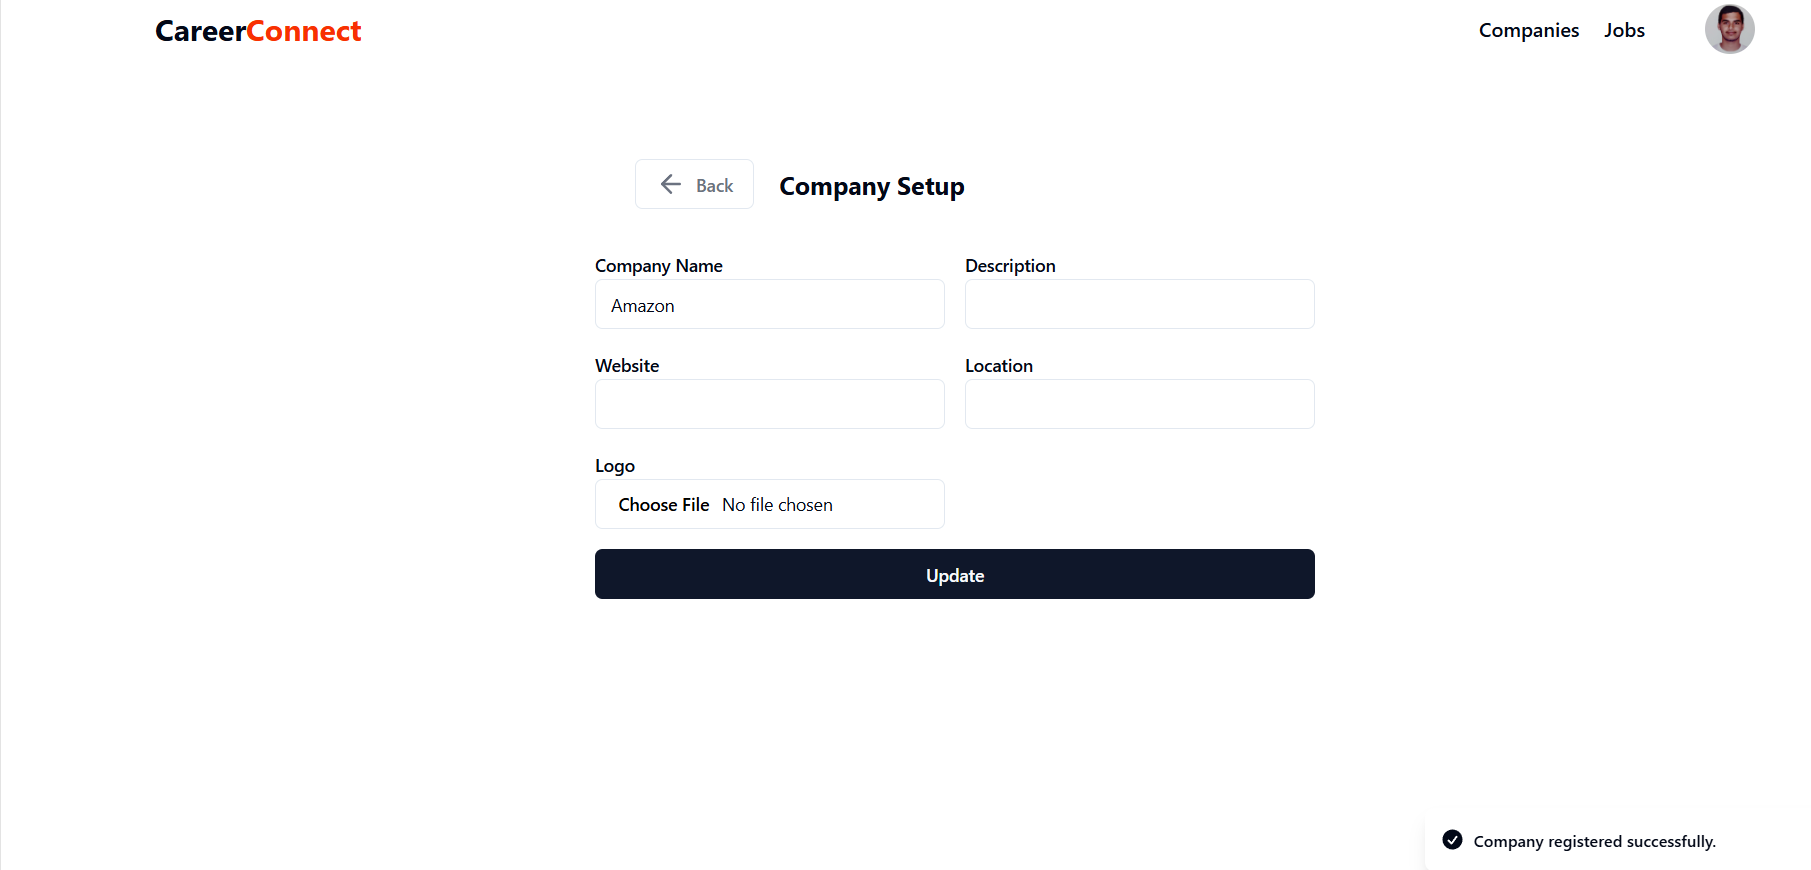 CareerConnect
Companies Jobs
Back
Company Setup
Company Name
Description
Amazon
Website
Location
Logo
Choose File No file chosen
Update
Company registered successfully.